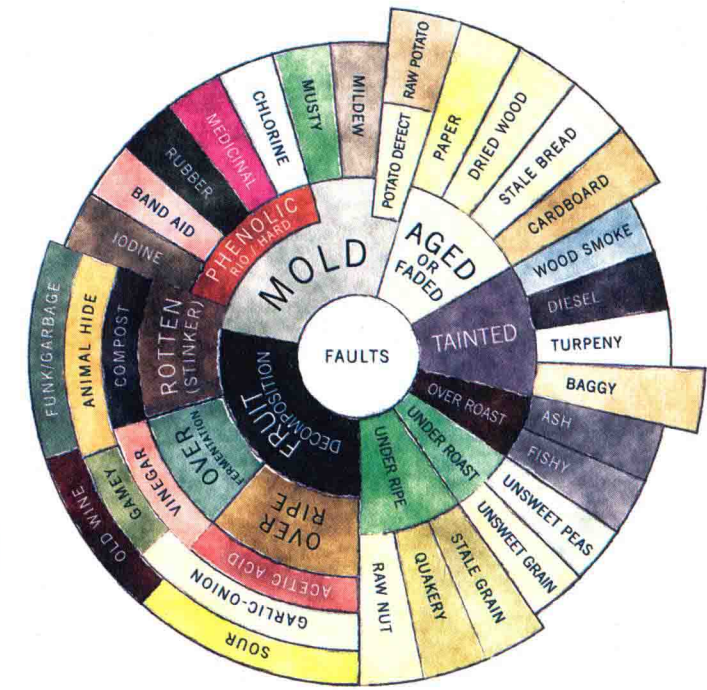 FAULTS
MOLD
PHENOLIC
RIO / HARD
AGED
OR
FADED
TAINTED
OVER ROAST
UNDER ROAST
UNDER RIPE
FRUIT
DECOMPOSITION
OVER
RIPE
OVER
FERMENTATION
ROTTEN
(STINKER)
MILDEW
POTATO DEFECT
RAW POTATO
PAPER
DRIED WOOD
STALE BREAD
CARDBOARD
WOOD SMOKE
DIESEL
TURPENY
BAGGY
ASH
FISHY
UNSWEET PEAS
UNSWEET GRAIN
STALE GRAIN
QUAKERY
RAW NUT
ACETIC ACID
GARLIC-ONION
SOUR
VINEGAR
GAMEY
OLD WINE
COMPOST
ANIMAL HIDE
FUNK/GARBAGE
IODINE
BAND AID
RUBBER
MEDICINAL
CHLORINE
MUSTY